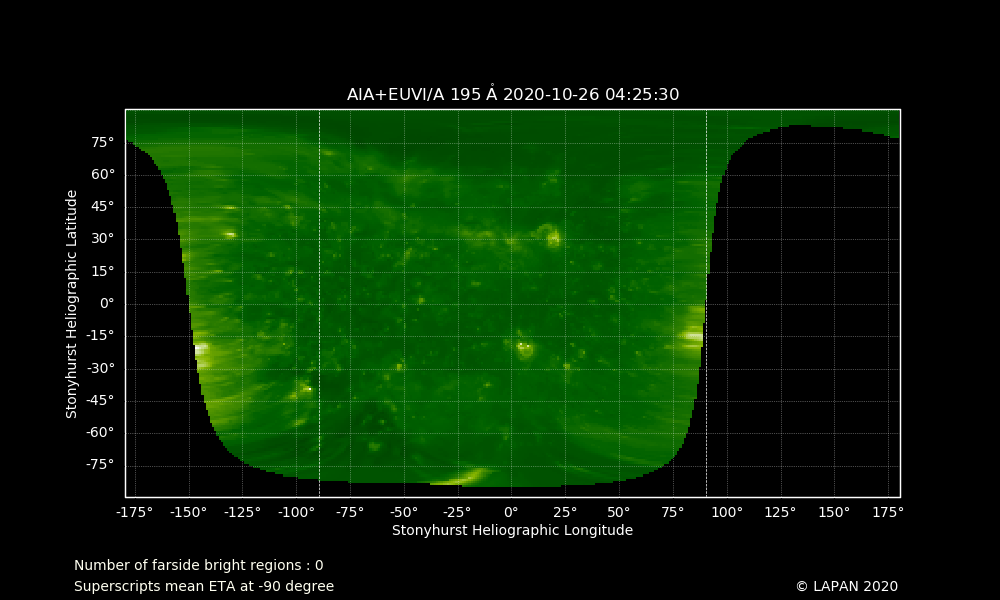 AIA+EUVI/A 195 Å 2020-10-26 04:25:30
75°
60°
45°
30°
15°
0°
-15°
-30°
-45°
-60°
-75°
Stonyhurst Heliographic Latitude
-175° -150° -125° -100° -75° -50° -25° 0° 25° 50° 75° 100° 125° 150° 175°
Stonyhurst Heliographic Longitude
Number of farside bright regions : 0
Superscripts mean ETA at -90 degree
© LAPAN 2020